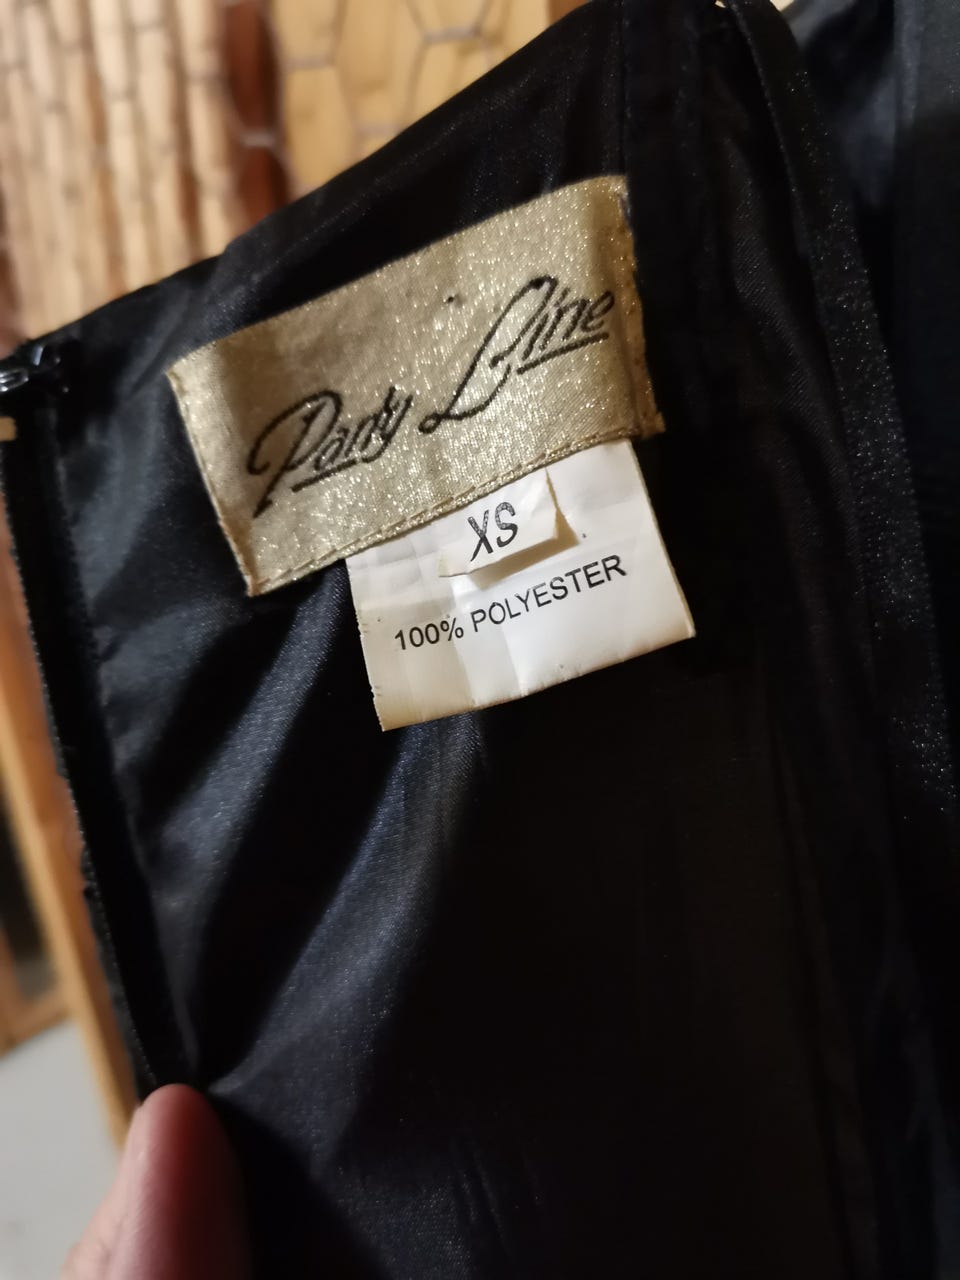 Party Line
XS
100% POLYESTER